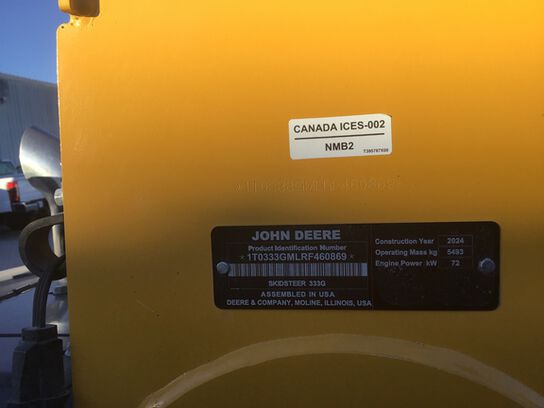 CANADA ICES-002
NMB2
T395787X09
JOHN DEERE
Product Identification Number
*1T0333GMLRF460869*
SKIDSTEER 333G
ASSEMBLED IN USA
DEERE & COMPANY, MOLINE, ILLINOIS, USA
Construction Year 2024
Operating Mass kg 5493
Engine Power kW 72